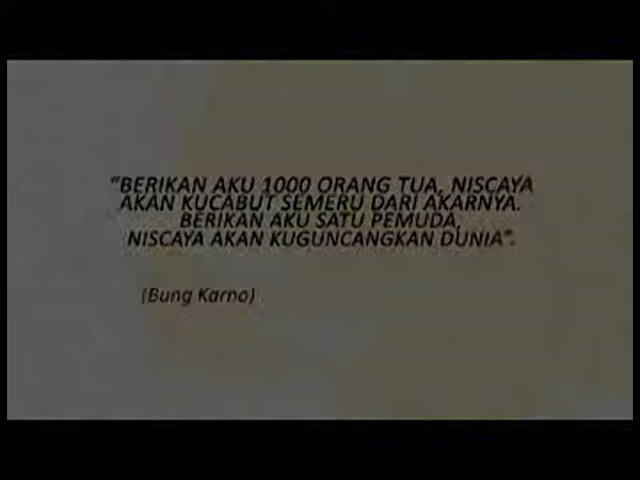 "BERIKAN AKU 1000 ORANG TUA, NISCAYA
AKAN KUCABUT SEMERU DARI AKARNYA.
BERIKAN AKU SATU PEMUDA,
NISCAYA AKAN KUGUNCANGKAN DUNIA".
(Bung Karno)